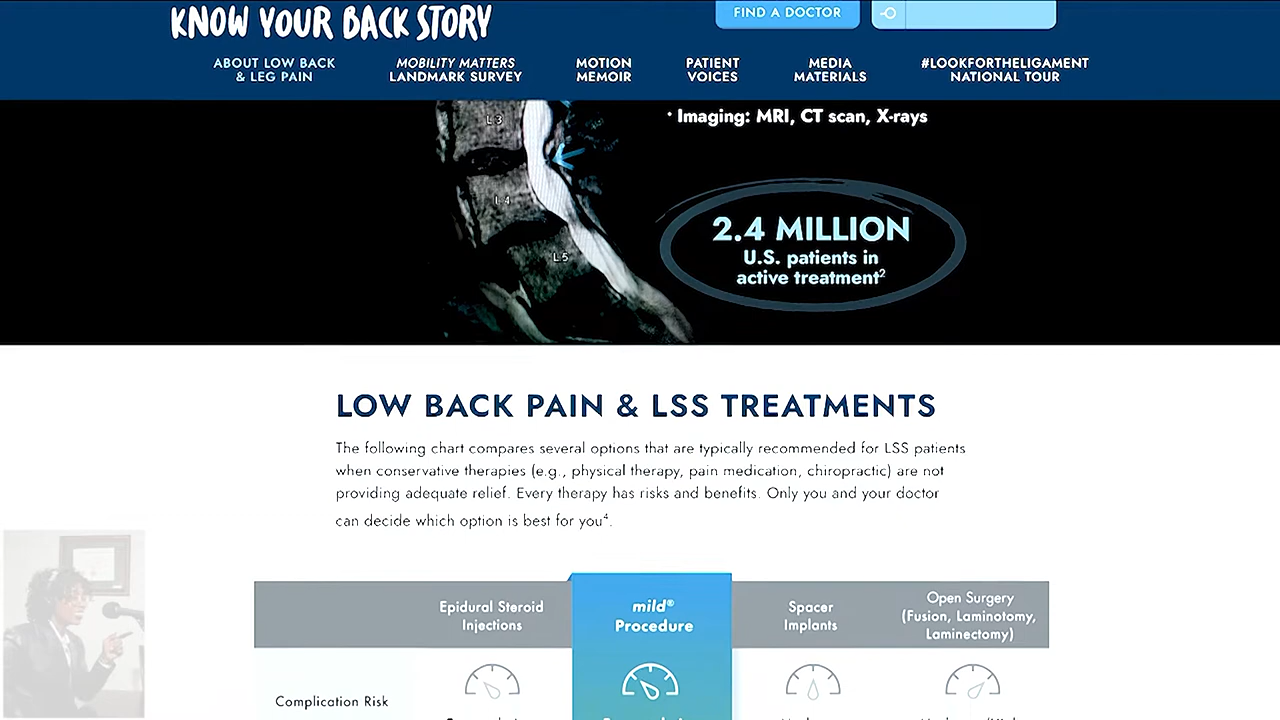 KNOW YOUR BACK STORY
FIND A DOCTOR
ABOUT LOW BACK
& LEG PAIN
MOBILITY MATTERS
LANDMARK SURVEY
MOTION
MEMOIR
PATIENT
VOICES
MEDIA
MATERIALS
#LOOKFORTHELIGAMENT
NATIONAL TOUR
L3
L4
L5
· Imaging: MRI, CT scan, X-rays
2.4 MILLION
U.S. patients in
active treatment²
LOW BACK PAIN & LSS TREATMENTS
The following chart compares several options that are typically recommended for LSS patients
when conservative therapies (e.g., physical therapy, pain medication, chiropractic) are not
providing adequate relief. Every therapy has risks and benefits. Only you and your doctor
can decide which option is best for you⁴.
Epidural Steroid
Injections
mild®
Procedure
Spacer
Implants
Open Surgery
(Fusion, Laminotomy,
Laminectomy)
Complication Risk